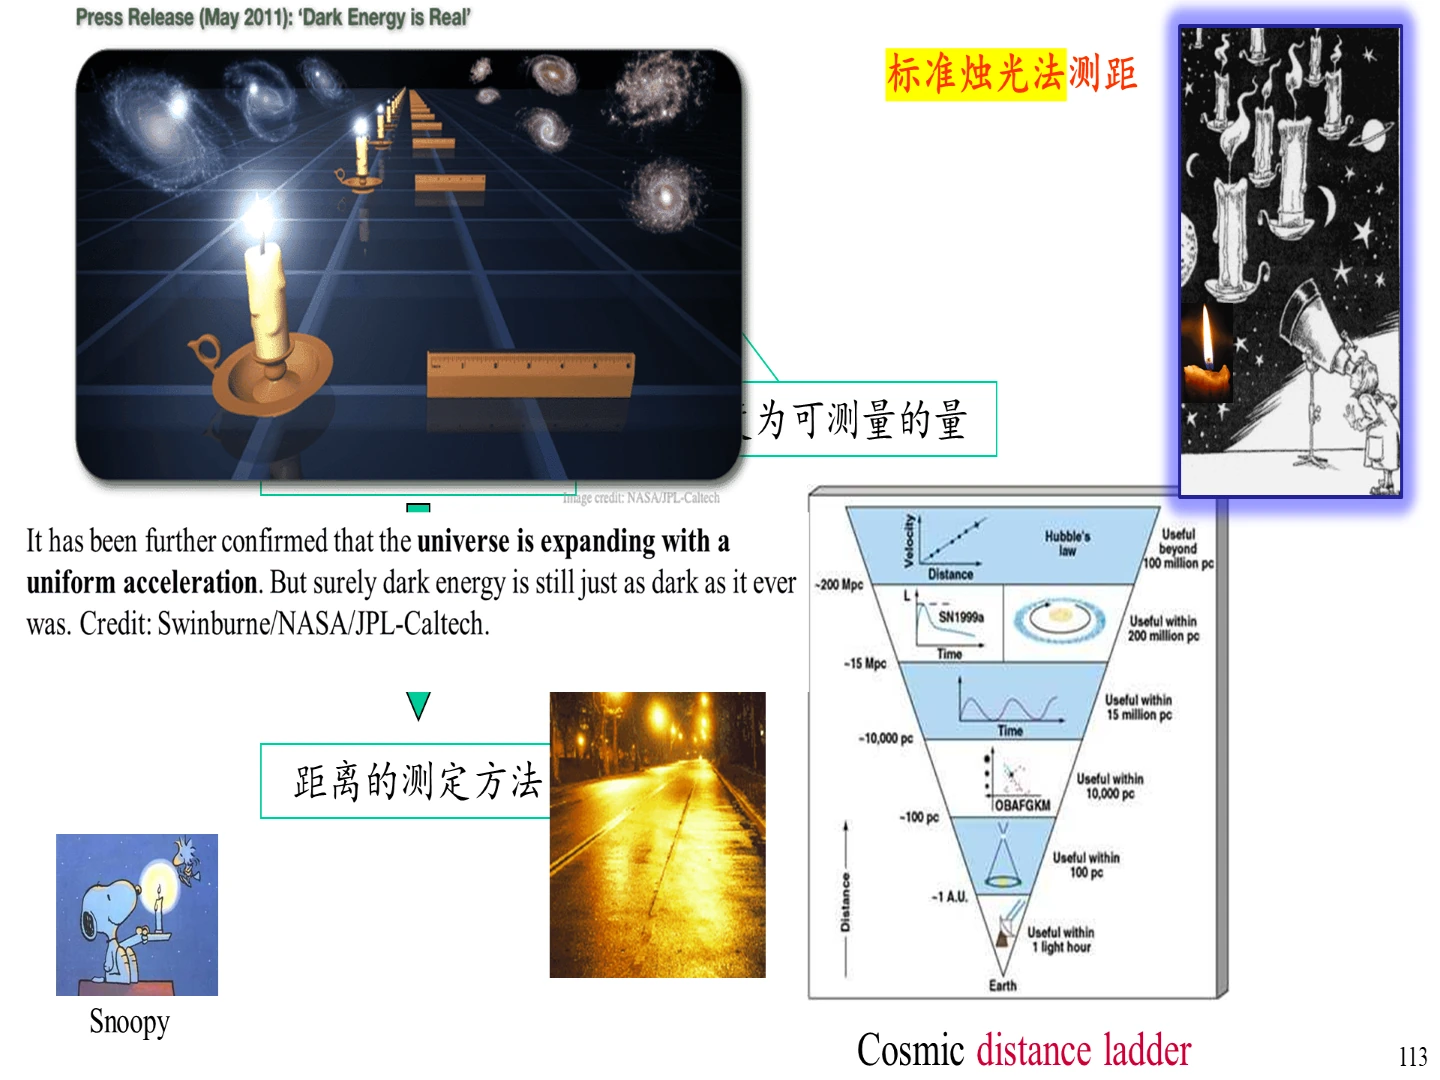 Press Release (May 2011): ‘Dark Energy is Real’
标准烛光法测距
为可测量的量
Image credit: NASA/JPL-Caltech
It has been further confirmed that the universe is expanding with a
uniform acceleration. But surely dark energy is still just as dark as it ever
was. Credit: Swinburne/NASA/JPL-Caltech.
距离的测定方法
Snoopy
Velocity
Distance
Hubble's
law
Useful
beyond
100 million pc
~200 Mpc
L
SN1999a
Time
Useful within
200 million pc
~15 Mpc
Time
Useful within
15 million pc
~10,000 pc
OBAFGKM
Useful within
10,000 pc
~100 pc
Useful within
100 pc
~1 A.U.
Distance
Useful within
1 light hour
Earth
Cosmic distance ladder
113